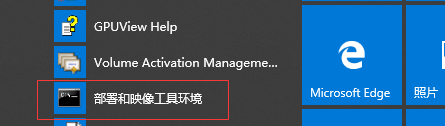 GPUView Help
Volume Activation Manageme...
部署和映像工具环境
Microsoft Edge
照片